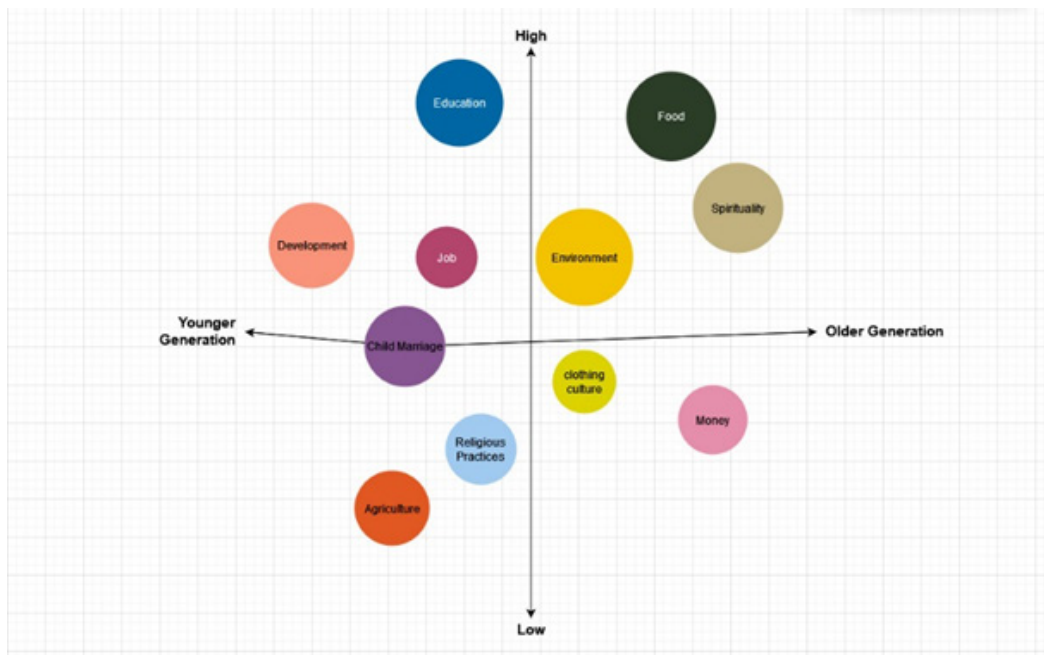 High
Education
Food
Spirituality
Development
Job
Environment
Younger
Generation
Older Generation
Child Marriage
clothing
culture
Money
Religious
Practices
Agriculture
Low